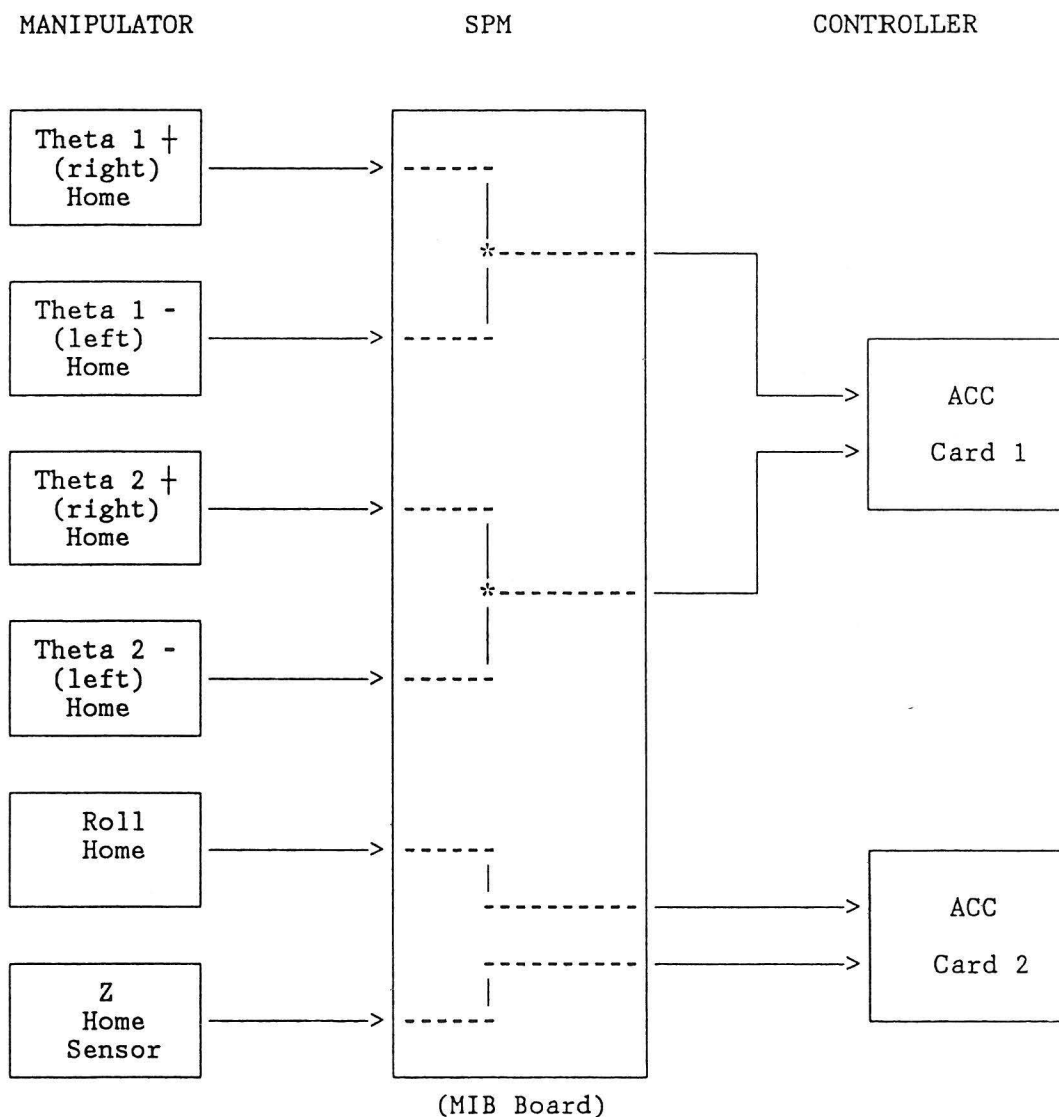 MANIPULATOR SPM CONTROLLER
Theta 1 +
(right)
Home
Theta 1 -
(left)
Home
ACC
Card 1
Theta 2 +
(right)
Home
Theta 2 -
(left)
Home
Roll
Home
ACC
Card 2
Z
Home
Sensor
(MIB Board)